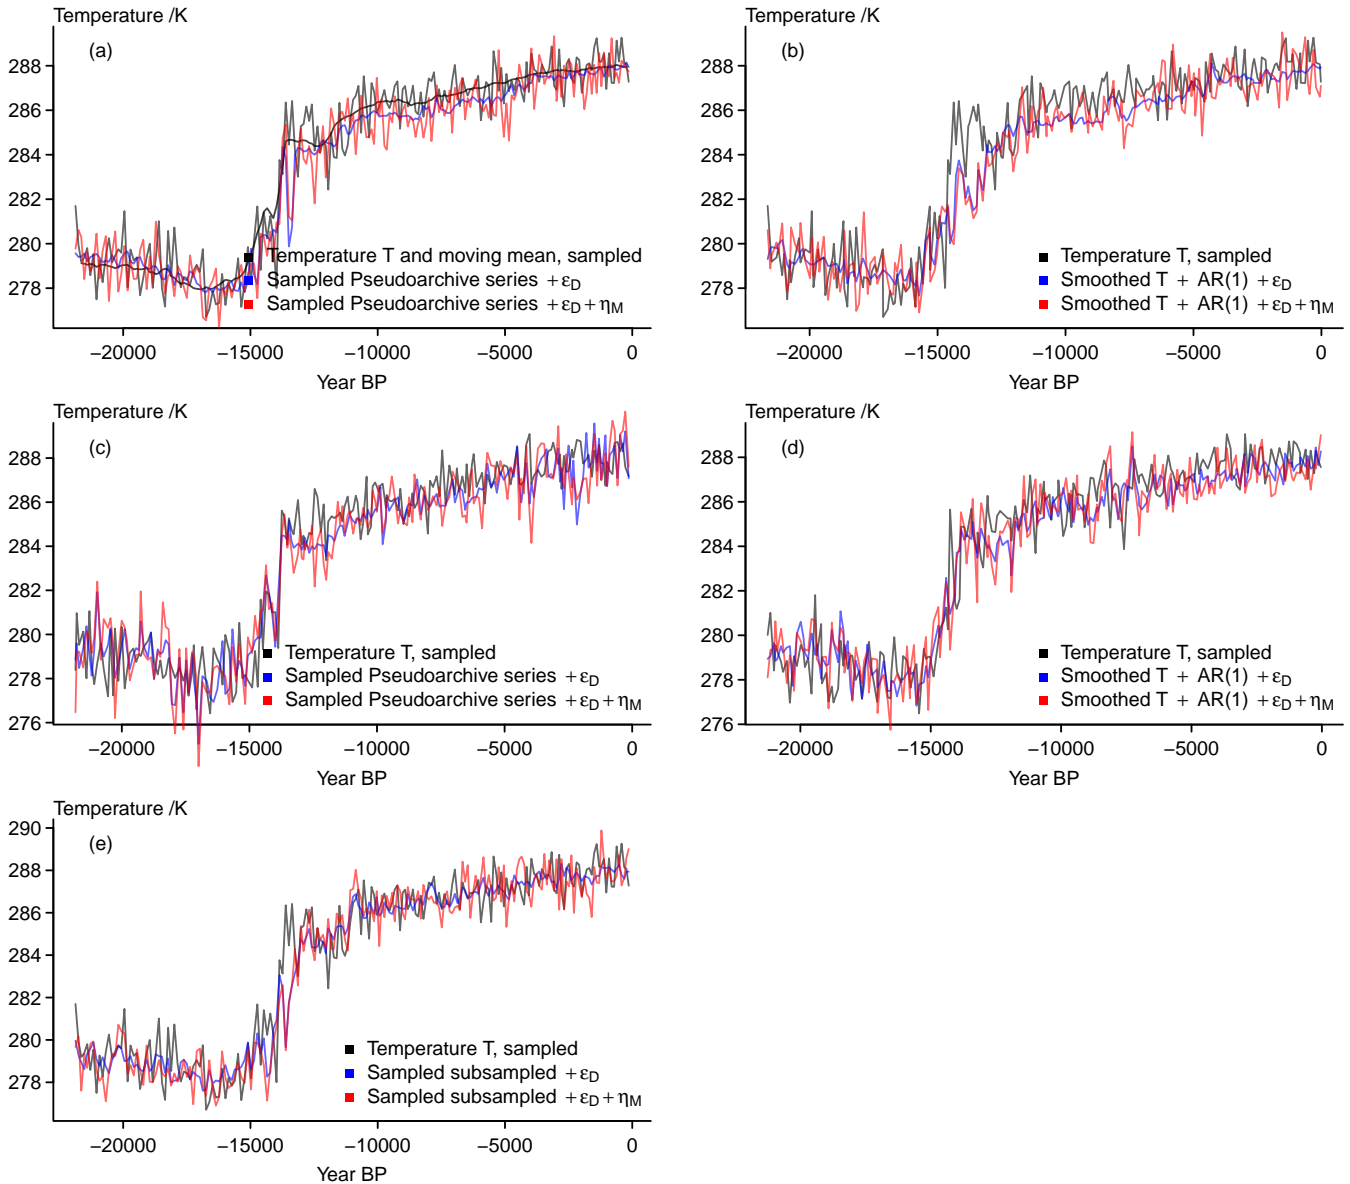 Temperature /K
(a)
288
286
284
282
280
278
Temperature T and moving mean, sampled
Sampled Pseudoarchive series +εD
Sampled Pseudoarchive series +εD+ηM
−20000 −15000 −10000 −5000 0
Year BP
Temperature /K
(b)
288
286
284
282
280
278
Temperature T, sampled
Smoothed T + AR(1) +εD
Smoothed T + AR(1) +εD+ηM
−20000 −15000 −10000 −5000 0
Year BP
Temperature /K
(c)
288
286
284
282
280
278
276
Temperature T, sampled
Sampled Pseudoarchive series +εD
Sampled Pseudoarchive series +εD+ηM
−20000 −15000 −10000 −5000 0
Year BP
Temperature /K
(d)
288
286
284
282
280
278
276
Temperature T, sampled
Smoothed T + AR(1) +εD
Smoothed T + AR(1) +εD+ηM
−20000 −15000 −10000 −5000 0
Year BP
Temperature /K
(e)
290
288
286
284
282
280
278
Temperature T, sampled
Sampled subsampled +εD
Sampled subsampled +εD+ηM
−20000 −15000 −10000 −5000 0
Year BP